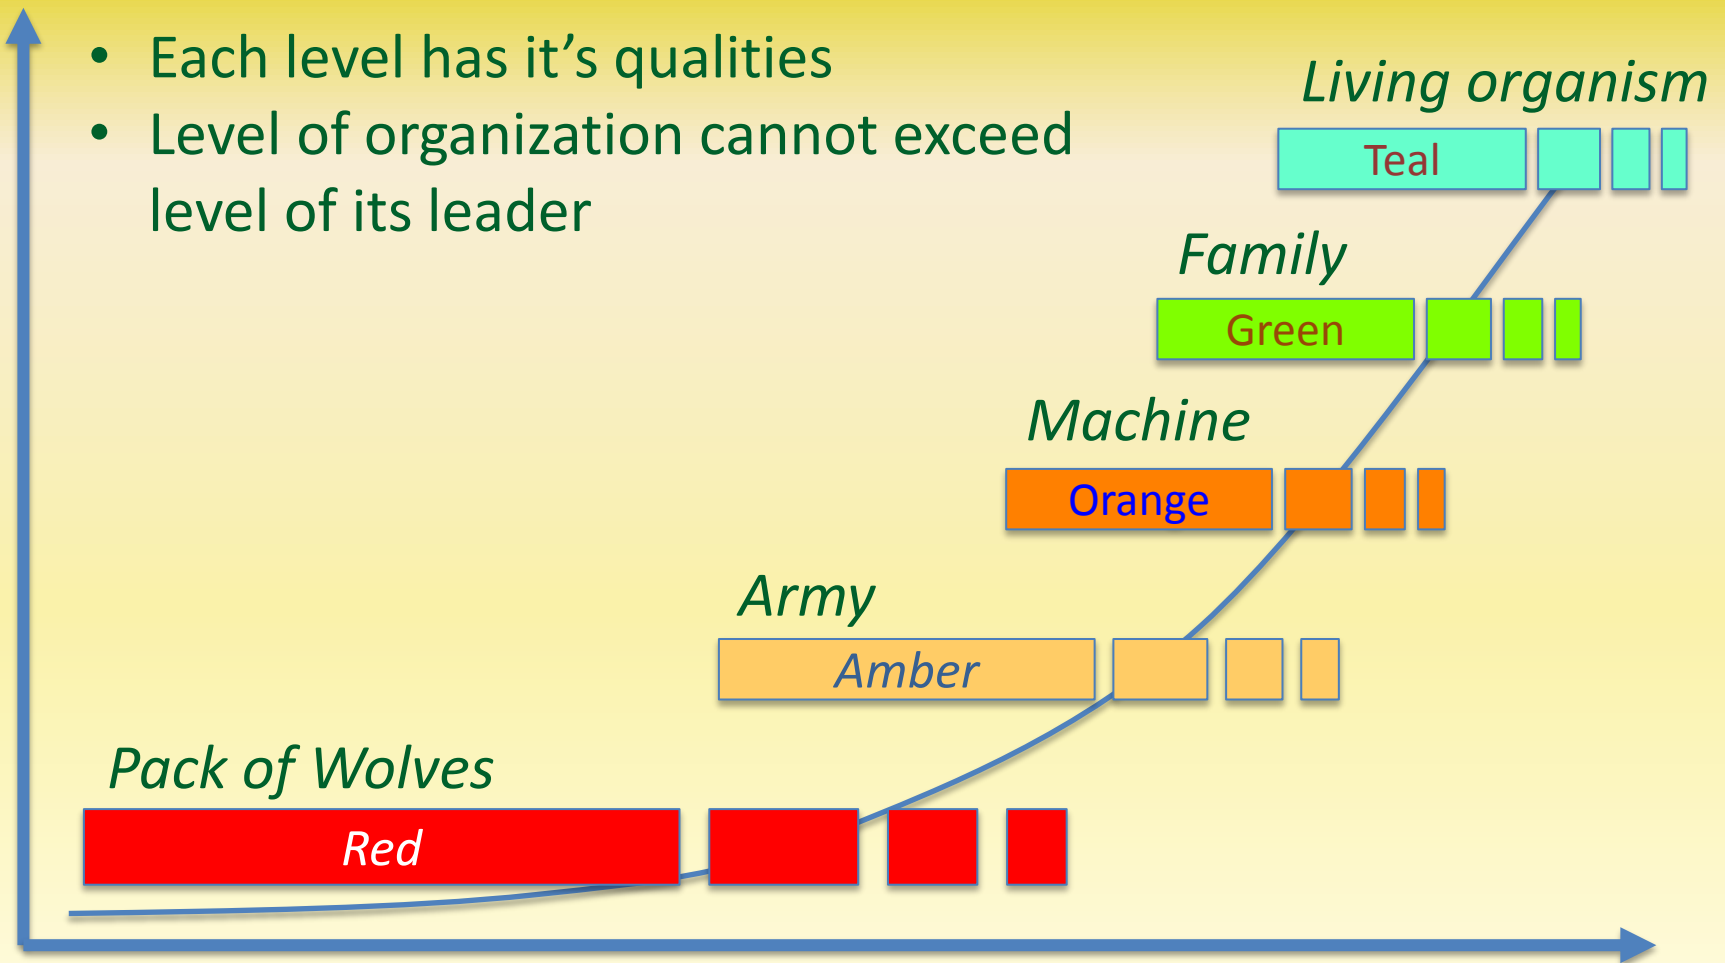 • Each level has it’s qualities
• Level of organization cannot exceed
level of its leader
Living organism
Teal
Family
Green
Machine
Orange
Army
Amber
Pack of Wolves
Red